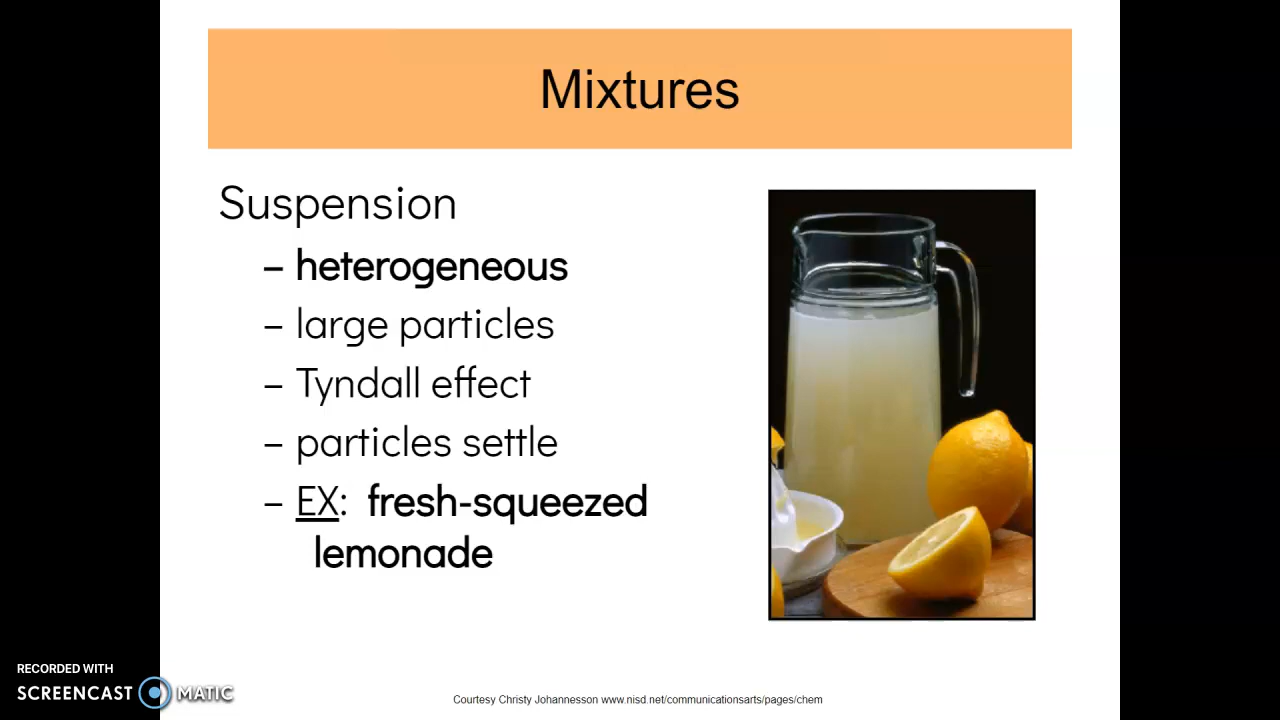 Mixtures
Suspension
– heterogeneous
– large particles
– Tyndall effect
– particles settle
– EX: fresh-squeezed
lemonade
RECORDED WITH
SCREENCAST MATIC
Courtesy Christy Johannesson www.nisd.net/communicationsarts/pages/chem